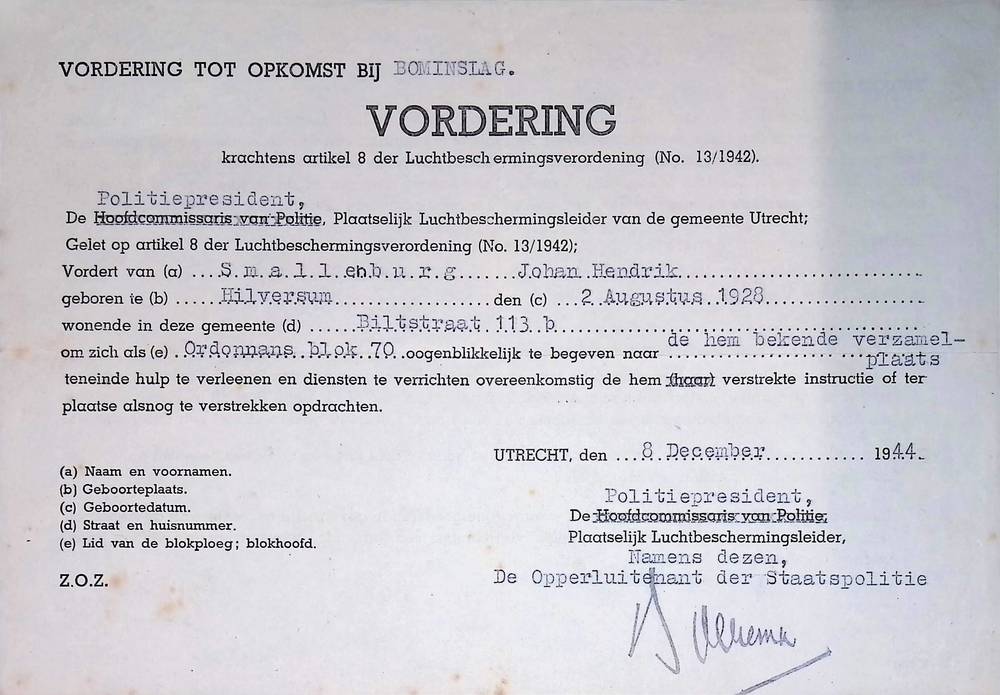 VORDERING TOT OPKOMST BIJ BOMINSLAG.
VORDERING
krachtens artikel 8 der Luchtbeschermingsverordening (No. 13/1942).
Politiepresident,
De Hoofdcommissaris van Politie, Plaatselijk Luchtbeschermingsleider van de gemeente Utrecht;
Gelet op artikel 8 der Luchtbeschermingsverordening (No. 13/1942);
Vordert van (a) ...S.m.a.l.l.enb.u.r.g.......Johan Hendrik
geboren te (b) .....Hilversum....................den (c) ...2 Augustus 1928
wonende in deze gemeente (d) ......Biltstraat 113 b
de hem bekende verzamel-
om zich als (e) .Ordonnans blok 70..oogenblikkelijk te begeven naar
plaats
teneinde hulp te verleenen en diensten te verrichten overeenkomstig de hem (haar) verstrekte instructie of ter
plaatse alsnog te verstrekken opdrachten.
UTRECHT, den ...8 December............ 1944.
(a) Naam en voornamen.
(b) Geboorteplaats.
(c) Geboortedatum.
(d) Straat en huisnummer.
(e) Lid van de blokploeg; blokhoofd.
Z.O.Z.
Politiepresident,
De Hoofdcommissaris van Politie;
Plaatselijk Luchtbeschermingsleider,
Namens dezen,
De Opperluitenant der Staatspolitie